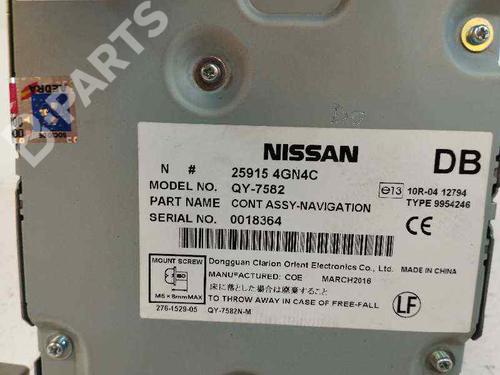 B-PARTS
AEDRA
NISSAN
DB
N # 25915 4GN4C
MODEL NO. QY-7582
PART NAME CONT ASSY-NAVIGATION
SERIAL NO. 0018364
e13 10R-04 12794
TYPE 9954246
MOUNT SCREW
ISO
M5×8mmMAX
Dongguan Clarion Orient Electronics Co., Ltd. MADE IN CHINA
MANUFACTURED: COE MARCH2016
床に落とした場合は廃棄すること
TO THROW AWAY IN CASE OF FREE-FALL
LF
276-1529-05 QY-7582N-M